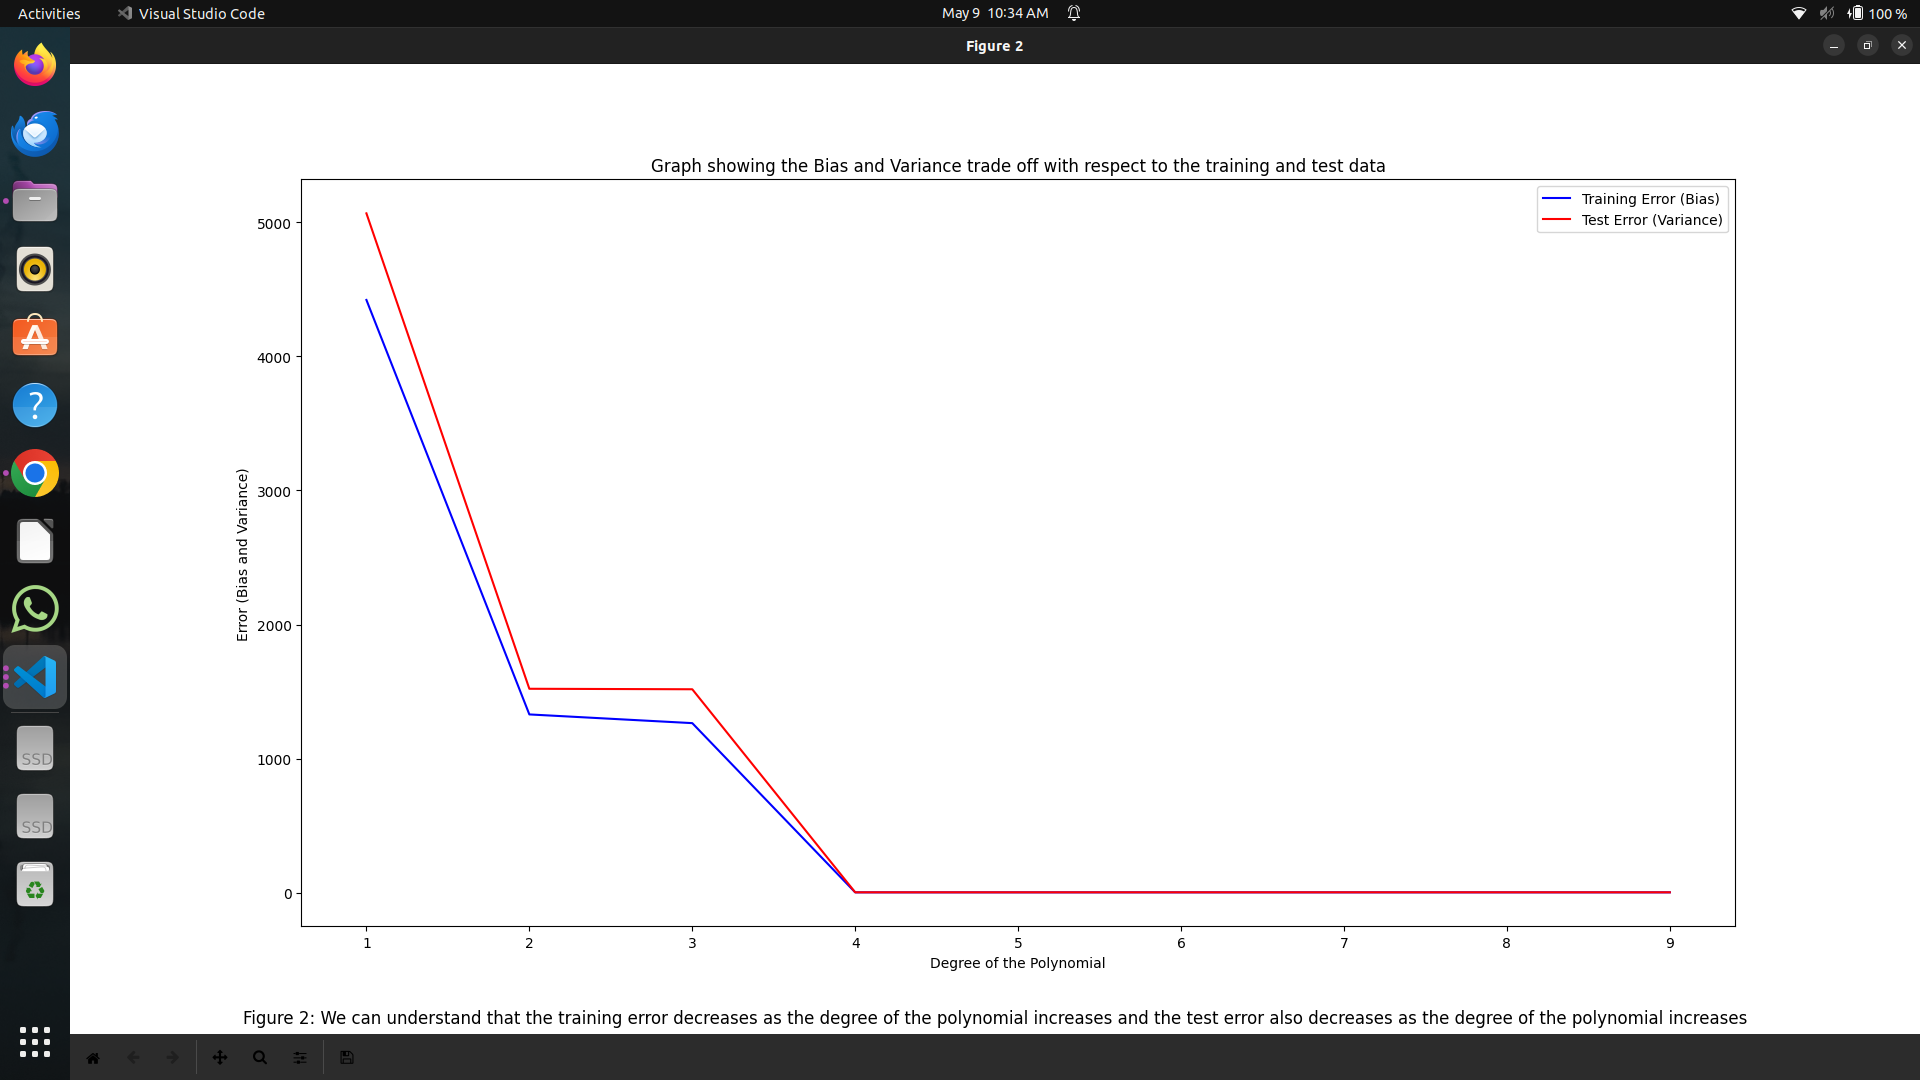 Activities
Visual Studio Code
May 9 10:34 AM
100 %
Figure 2
Graph showing the Bias and Variance trade off with respect to the training and test data
Training Error (Bias)
Test Error (Variance)
5000
4000
3000
2000
1000
0
Error (Bias and Variance)
1 2 3 4 5 6 7 8 9
Degree of the Polynomial
Figure 2: We can understand that the training error decreases as the degree of the polynomial increases and the test error also decreases as the degree of the polynomial increases
SSD
SSD